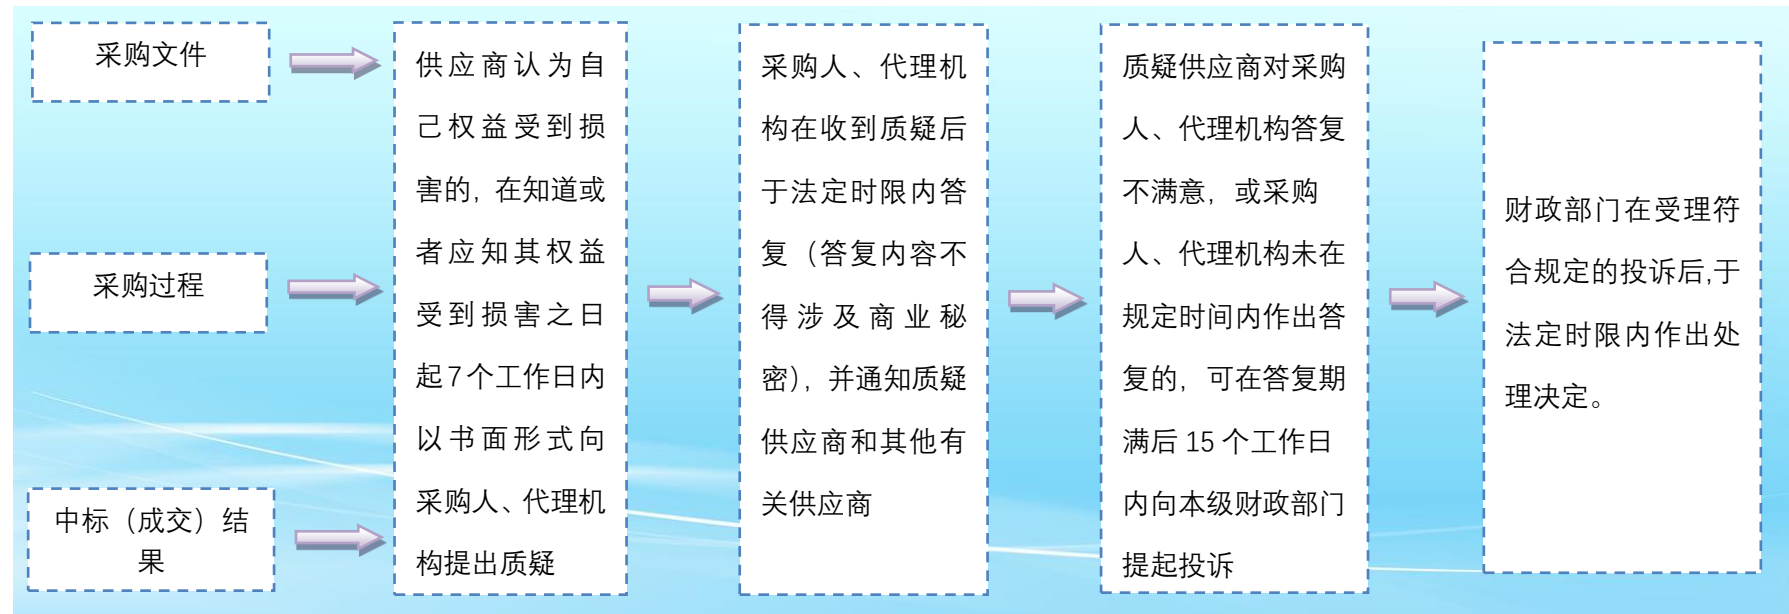 采购文件
采购过程
中标（成交）结
果
供应商认为自
己权益受到损
害的，在知道或
者应知其权益
受到损害之日
起7个工作日内
以书面形式向
采购人、代理机
构提出质疑
采购人、代理机
构在收到质疑后
于法定时限内答
复（答复内容不
得涉及商业秘
密），并通知质疑
供应商和其他有
关供应商
质疑供应商对采购
人、代理机构答复
不满意，或采购
人、代理机构未在
规定时间内作出答
复的，可在答复期
满后 15 个工作日
内向本级财政部门
提起投诉
财政部门在受理符
合规定的投诉后,于
法定时限内作出处
理决定。